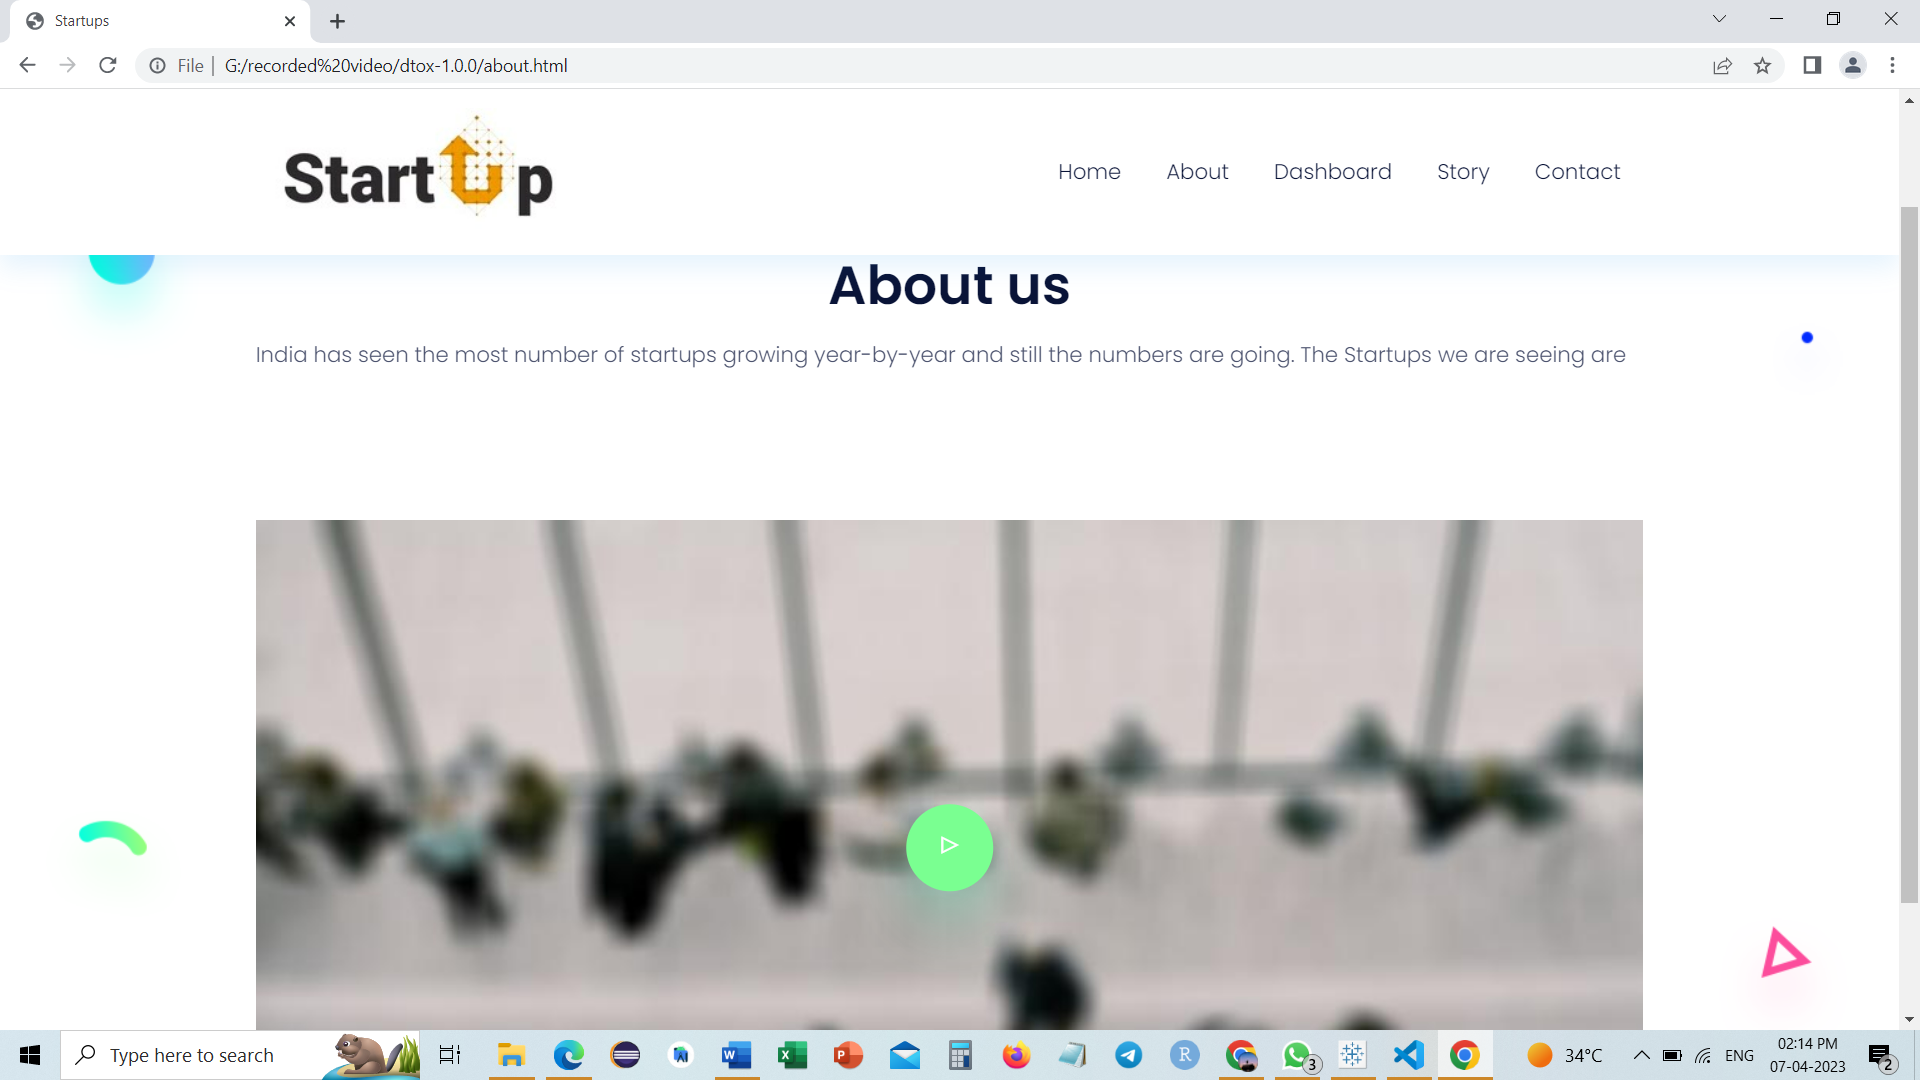 Startups
File | G:/recorded%20video/dtox-1.0.0/about.html
StartUp
Home About Dashboard Story Contact
About us
India has seen the most number of startups growing year-by-year and still the numbers are going. The Startups we are seeing are
Type here to search
W
X
P
R
3
34°C
ENG
02:14 PM
07-04-2023
2